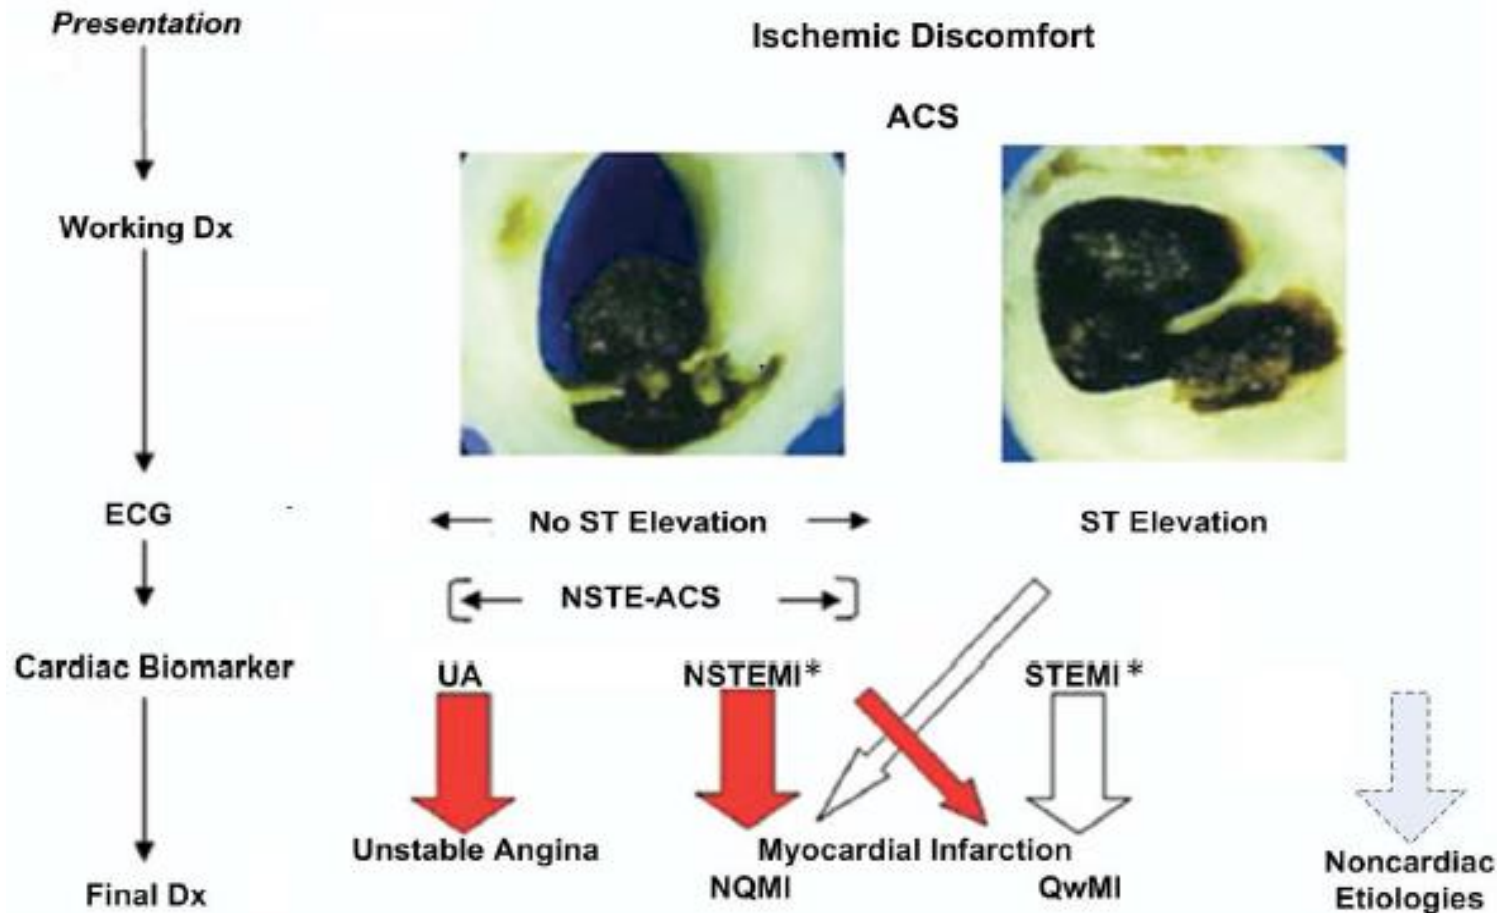 Presentation
Ischemic Discomfort
ACS
Working Dx
ECG
No ST Elevation
ST Elevation
NSTE-ACS
Cardiac Biomarker
UA
NSTEMI*
STEMI*
Unstable Angina
Myocardial Infarction
Noncardiac
Etiologies
NQMI
QwMI
Final Dx